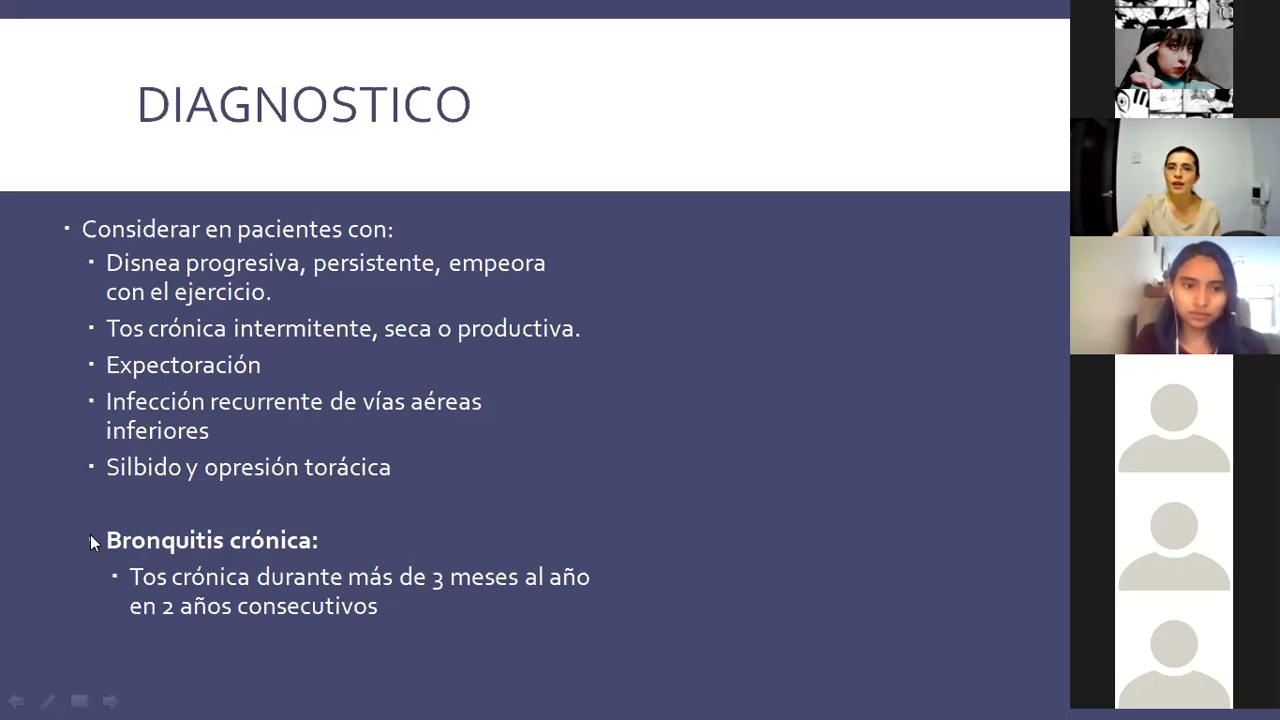 DIAGNOSTICO
Considerar en pacientes con:
Disnea progresiva, persistente, empeora
con el ejercicio.
Tos crónica intermitente, seca o productiva.
Expectoración
Infección recurrente de vías aéreas
inferiores
Silbido y opresión torácica
Bronquitis crónica:
Tos crónica durante más de 3 meses al año
en 2 años consecutivos